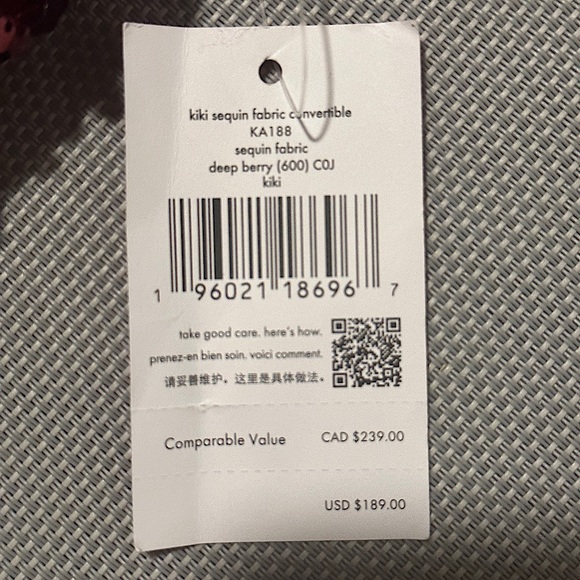 kiki sequin fabric convertible
KA188
sequin fabric
deep berry (600) C0J
kiki
1 96021 18696 7
take good care. here's how.
prenez-en bien soin. voici comment.
请妥善维护，这里是具体做法。
Comparable Value CAD $239.00
USD $189.00